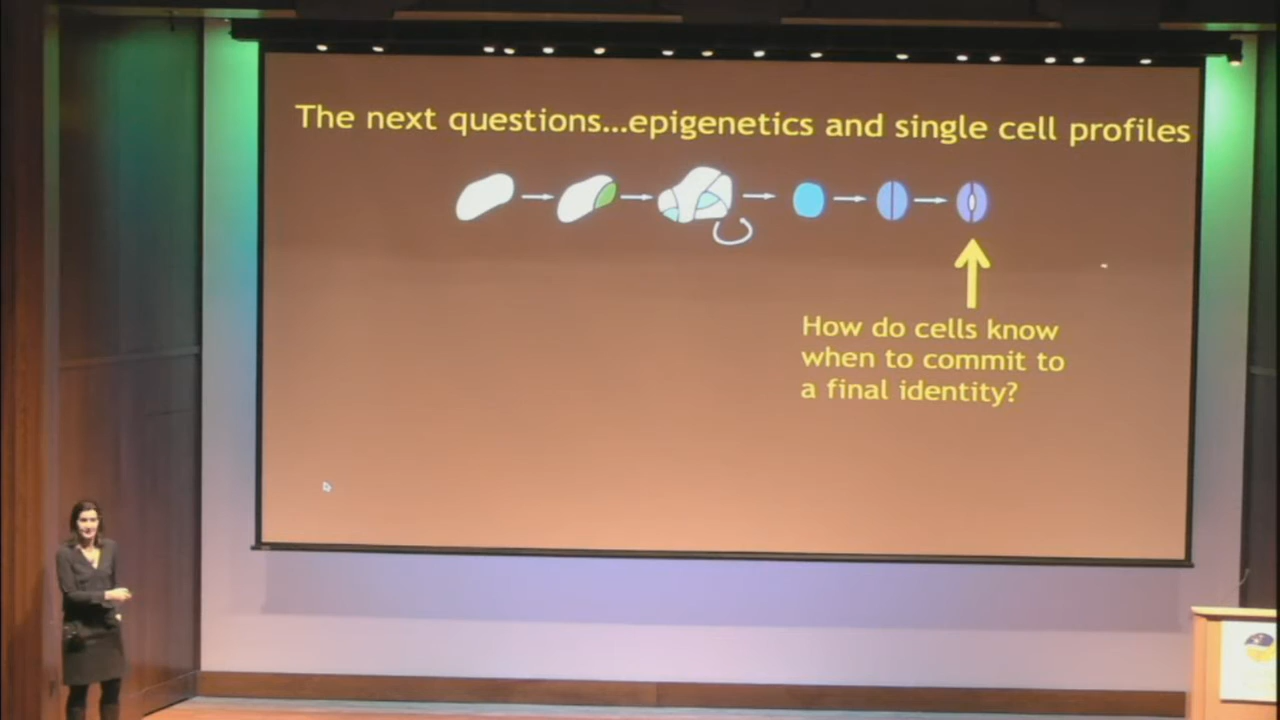 The next questions...epigenetics and single cell profiles
How do cells know
when to commit to
a final identity?